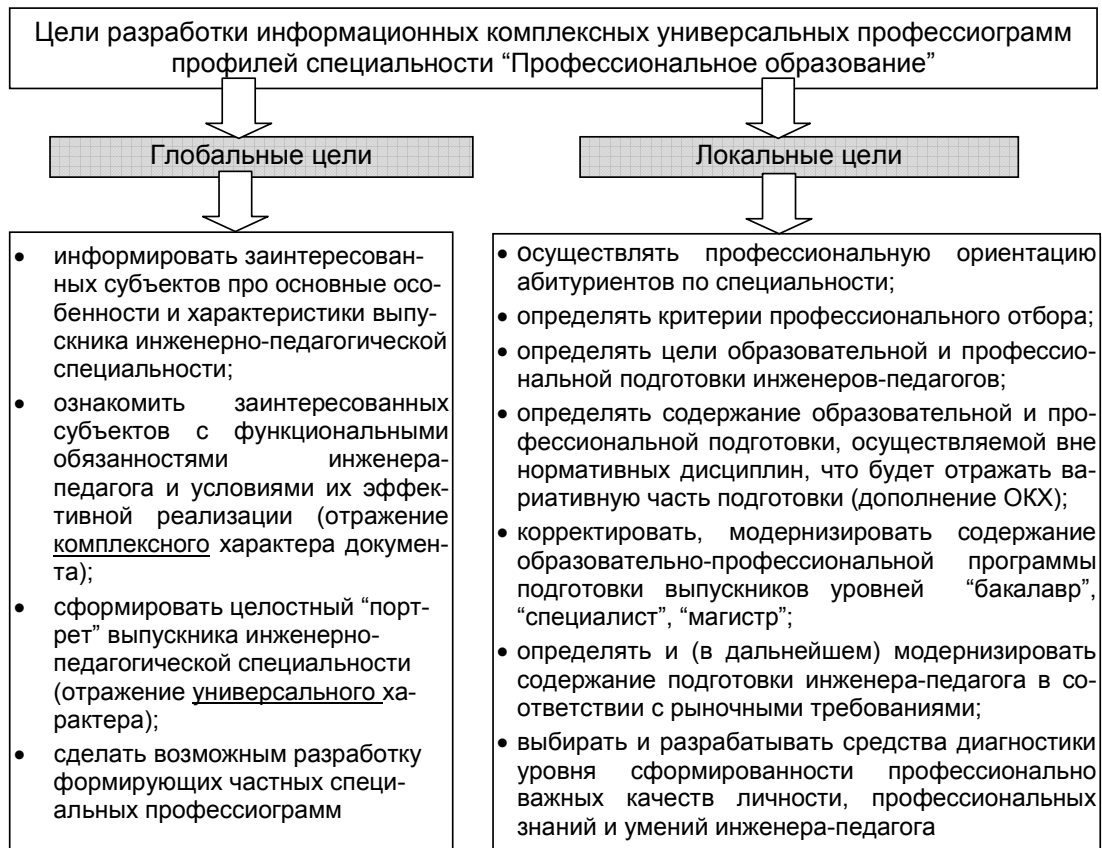 Цели разработки информационных комплексных универсальных профессиограмм
профилей специальности “Профессиональное образование”
Глобальные цели
Локальные цели
• информировать заинтересован-
ных субъектов про основные осо-
бенности и характеристики выпу-
скника инженерно-педагогической
специальности;
• ознакомить заинтересованных
субъектов с функциональными
обязанностями инженера-
педагога и условиями их эффек-
тивной реализации (отражение
комплексного характера докумен-
та);
• сформировать целостный “порт-
рет” выпускника инженерно-
педагогической специальности
(отражение универсального ха-
рактера);
• сделать возможным разработку
формирующих частных специ-
альных профессиограмм
• осуществлять профессиональную ориентацию
абитуриентов по специальности;
• определять критерии профессионального отбора;
• определять цели образовательной и профессио-
нальной подготовки инженеров-педагогов;
• определять содержание образовательной и про-
фессиональной подготовки, осуществляемой вне
нормативных дисциплин, что будет отражать ва-
риативную часть подготовки (дополнение ОКХ);
• корректировать, модернизировать содержание
образовательно-профессиональной программы
подготовки выпускников уровней “бакалавр”,
“специалист”, “магистр”;
• определять и (в дальнейшем) модернизировать
содержание подготовки инженера-педагога в со-
ответствии с рыночными требованиями;
• выбирать и разрабатывать средства диагностики
уровня сформированности профессионально
важных качеств личности, профессиональных
знаний и умений инженера-педагога